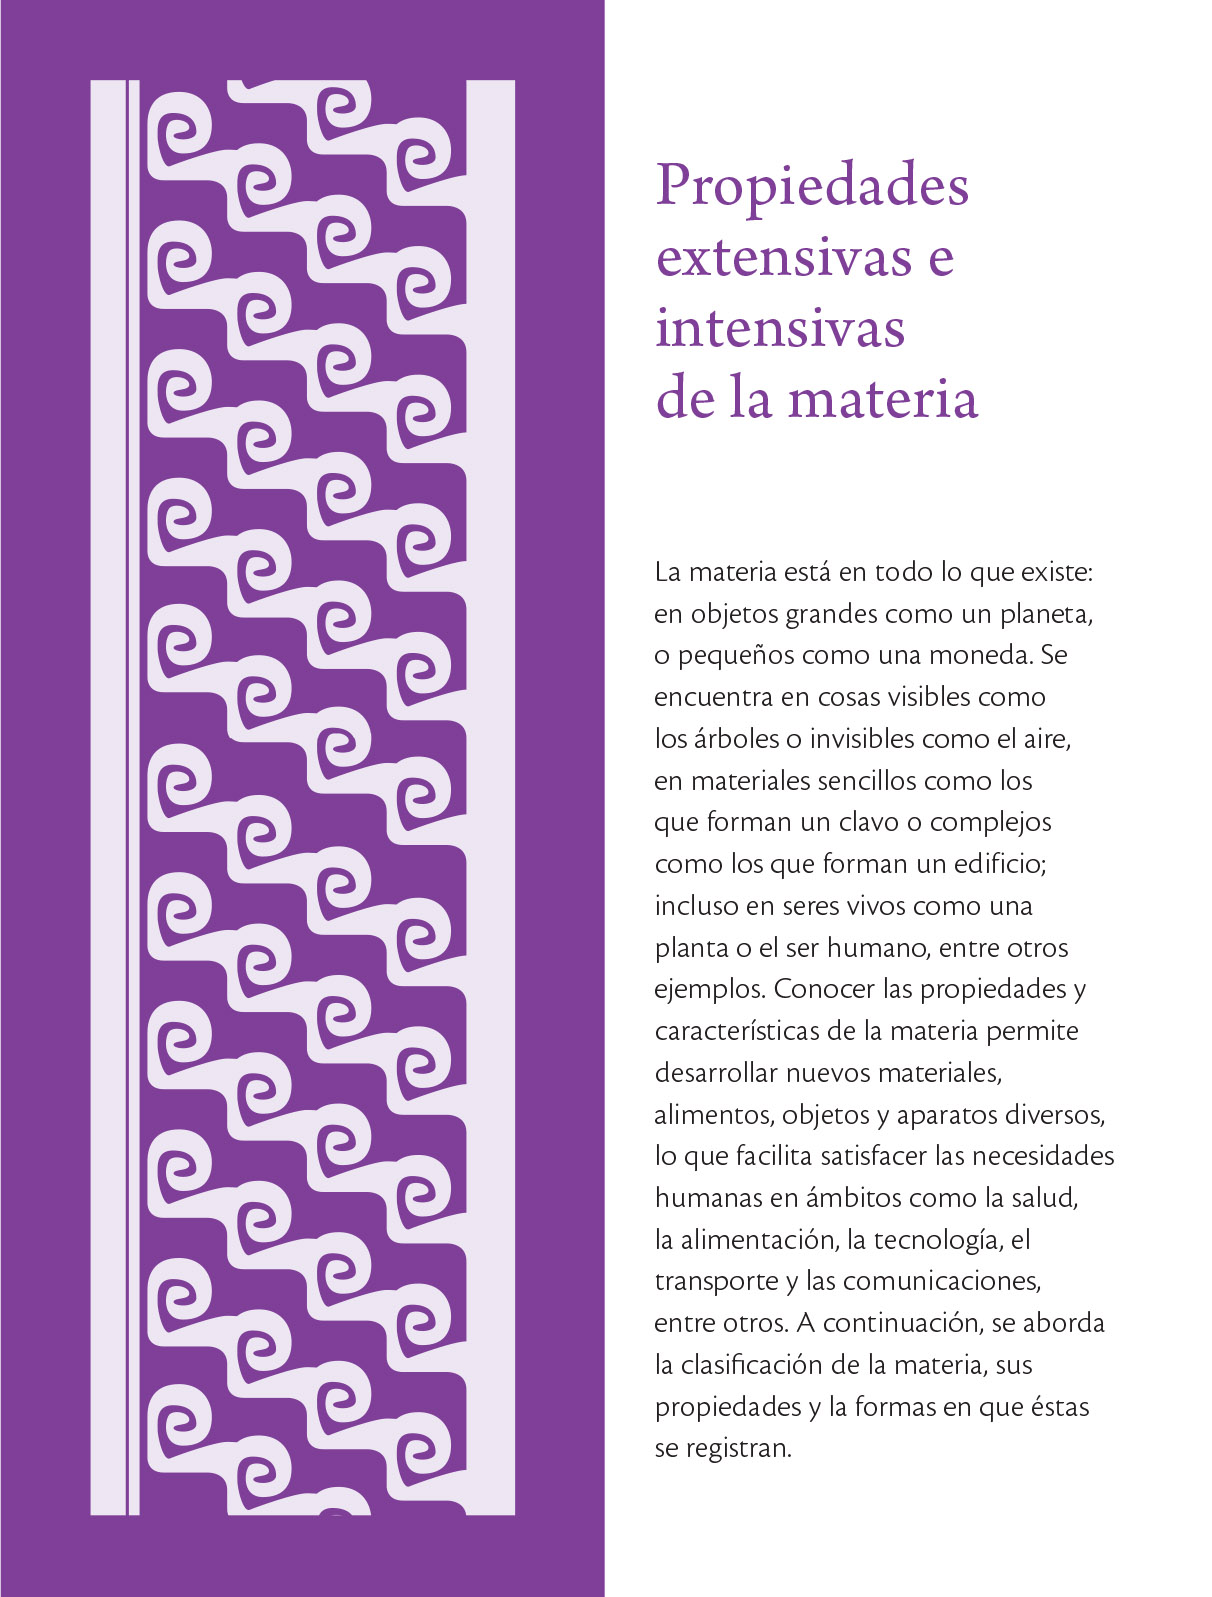 Propiedades
extensivas e
intensivas
de la materia
La materia está en todo lo que existe:
en objetos grandes como un planeta,
o pequeños como una moneda. Se
encuentra en cosas visibles como
los árboles o invisibles como el aire,
en materiales sencillos como los
que forman un clavo o complejos
como los que forman un edificio;
incluso en seres vivos como una
planta o el ser humano, entre otros
ejemplos. Conocer las propiedades y
características de la materia permite
desarrollar nuevos materiales,
alimentos, objetos y aparatos diversos,
lo que facilita satisfacer las necesidades
humanas en ámbitos como la salud,
la alimentación, la tecnología, el
transporte y las comunicaciones,
entre otros. A continuación, se aborda
la clasificación de la materia, sus
propiedades y la formas en que éstas
se registran.